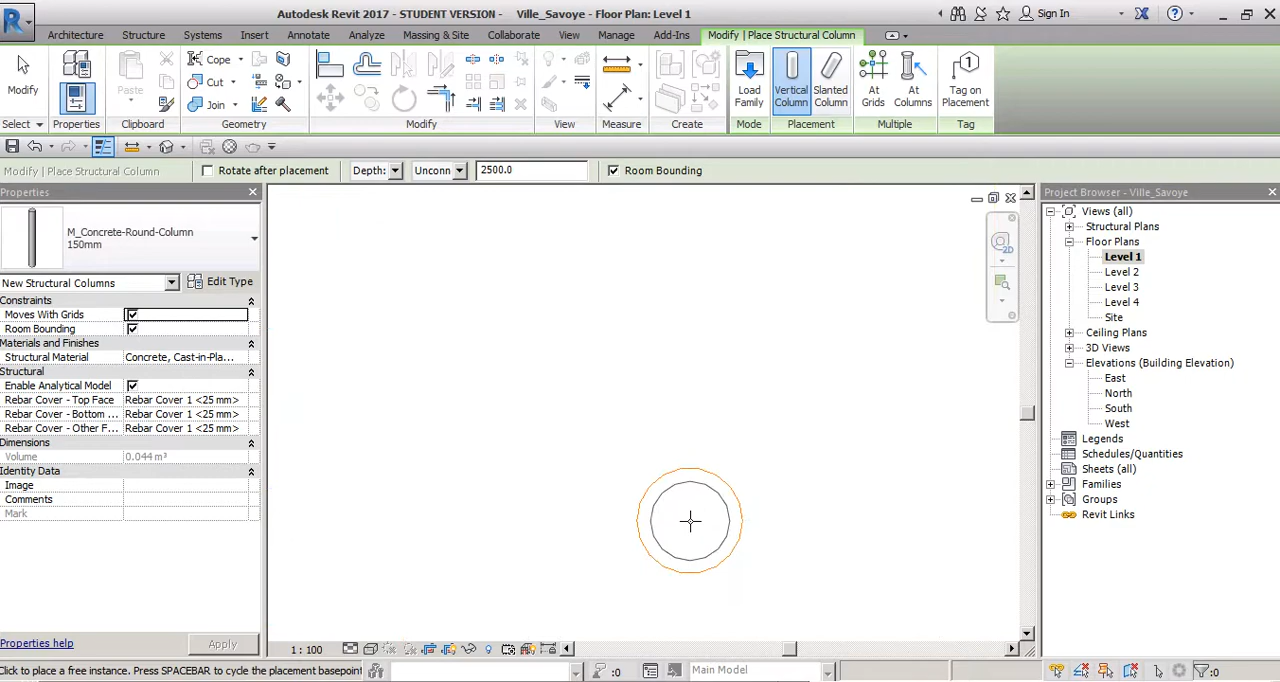 Autodesk Revit 2017 - STUDENT VERSION - Ville_Savoye - Floor Plan: Level 1
Sign In
Architecture Structure Systems Insert Annotate Analyze Massing & Site Collaborate View Manage Add-Ins Modify | Place Structural Column
Modify
Paste
Cope
Cut
Join
Load Family
Vertical Column
Slanted Column
At Grids
At Columns
Tag on Placement
Select Properties Clipboard Geometry Modify View Measure Create Mode Placement Multiple Tag
Modify | Place Structural Column Rotate after placement Depth: Unconn 2500.0 Room Bounding
Properties
M_Concrete-Round-Column
150mm
New Structural Columns Edit Type
Constraints
Moves With Grids
Room Bounding
Materials and Finishes
Structural Material Concrete, Cast-in-Pla...
Structural
Enable Analytical Model
Rebar Cover - Top Face Rebar Cover 1 <25 mm>
Rebar Cover - Bottom ... Rebar Cover 1 <25 mm>
Rebar Cover - Other F... Rebar Cover 1 <25 mm>
Dimensions
Volume 0.044 m³
Identity Data
Image
Comments
Mark
Properties help Apply
2D
Project Browser - Ville_Savoye
Views (all)
Structural Plans
Floor Plans
Level 1
Level 2
Level 3
Level 4
Site
Ceiling Plans
3D Views
Elevations (Building Elevation)
East
North
South
West
Legends
Schedules/Quantities
Sheets (all)
Families
Groups
Revit Links
1 : 100
Click to place a free instance. Press SPACEBAR to cycle the placement basepoint
:0
Main Model
:0